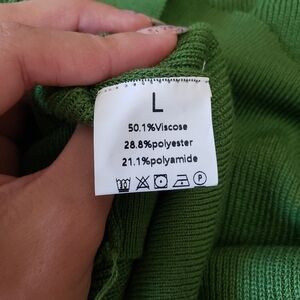 L
50.1%Viscose
28.8%polyester
21.1%polyamide
P